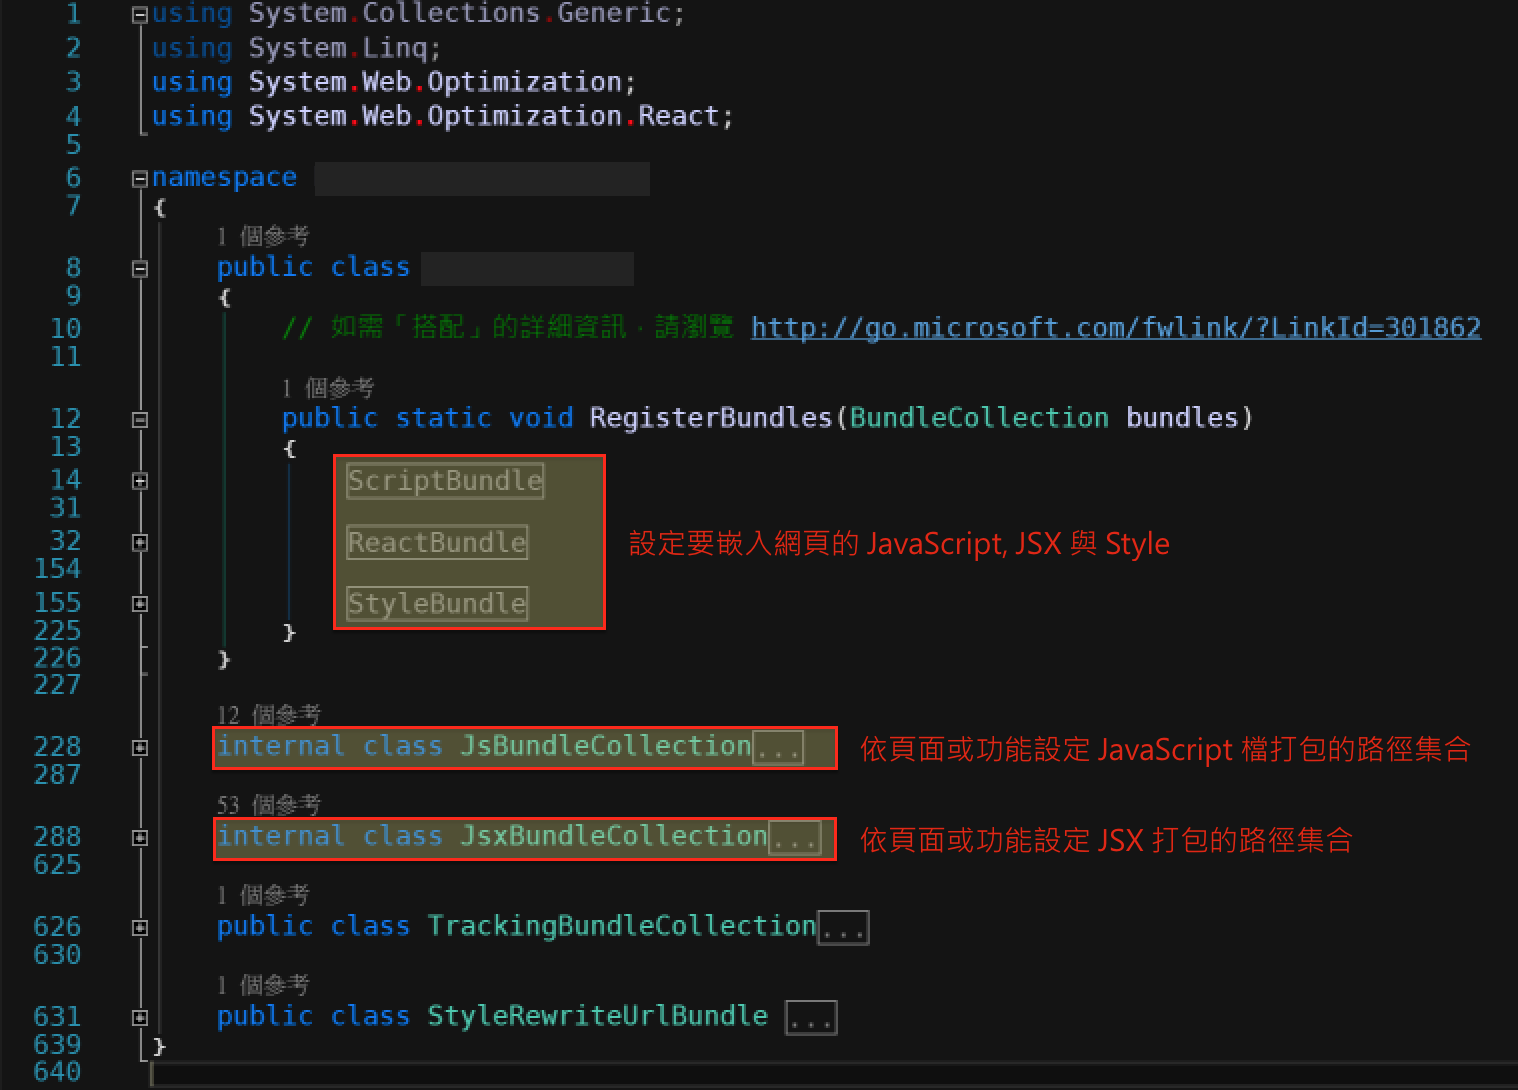 1 using System.Collections.Generic;
2 using System.Linq;
3 using System.Web.Optimization;
4 using System.Web.Optimization.React;
5
6 namespace
7 {
1 個參考
8 public class
9 {
10 // 如需「搭配」的詳細資訊，請瀏覽 http://go.microsoft.com/fwlink/?LinkId=301862
11
1 個參考
12 public static void RegisterBundles(BundleCollection bundles)
13 {
14 ScriptBundle
31
32 ReactBundle 設定要嵌入網頁的 JavaScript, JSX 與 Style
154
155 StyleBundle
225 }
226 }
227
12 個參考
228 internal class JsBundleCollection... 依頁面或功能設定 JavaScript 檔打包的路徑集合
287
53 個參考
288 internal class JsxBundleCollection... 依頁面或功能設定 JSX 打包的路徑集合
625
1 個參考
626 public class TrackingBundleCollection...
630
1 個參考
631 public class StyleRewriteUrlBundle ...
639 }
640